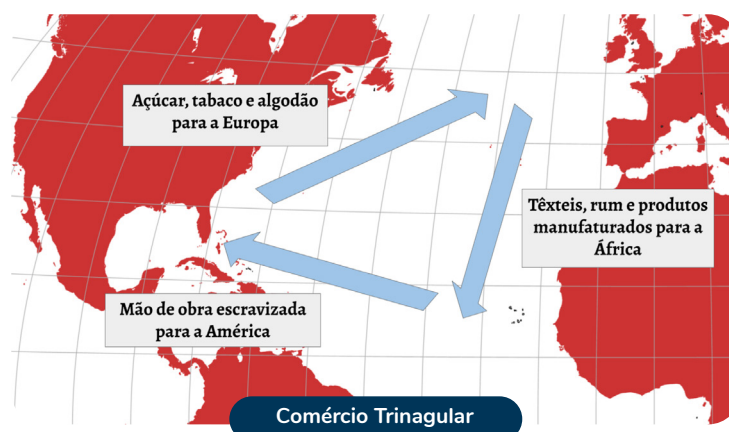 Açúcar, tabaco e algodão
para a Europa
Têxteis, rum e produtos
manufaturados para a
África
Mão de obra escravizada
para a América
Comércio Trinagular